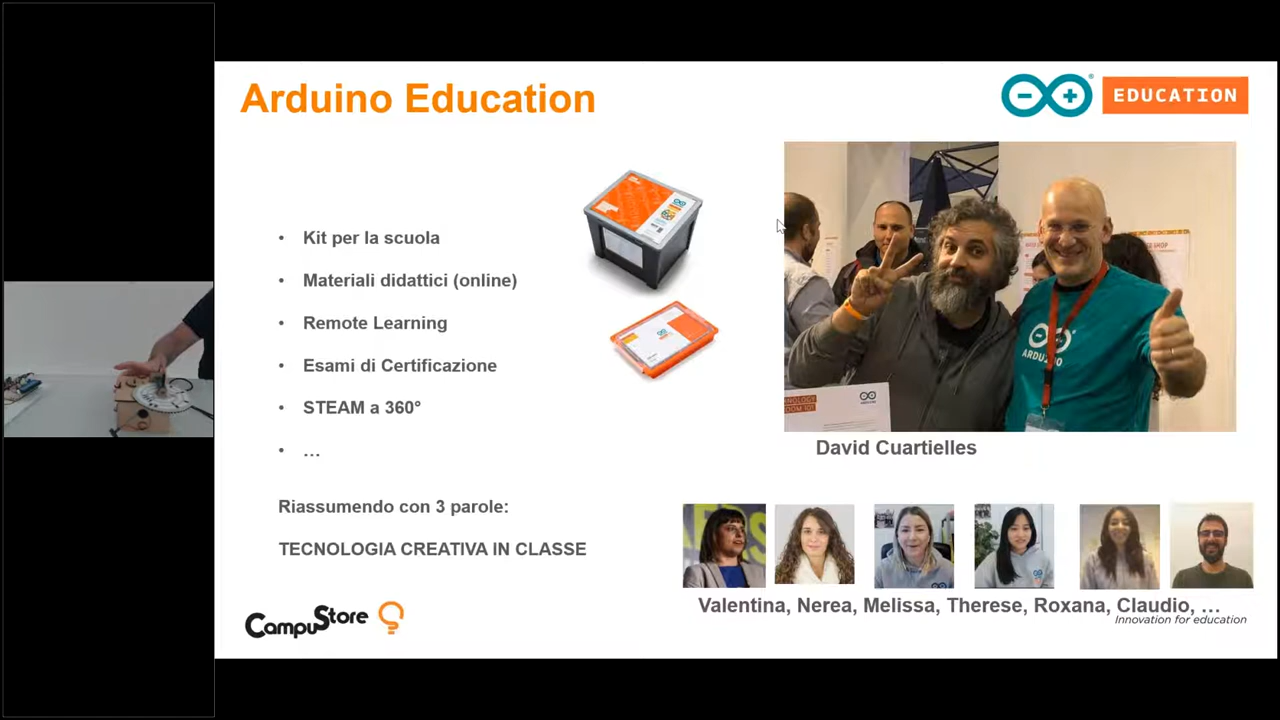 Arduino Education
EDUCATION
• Kit per la scuola
• Materiali didattici (online)
• Remote Learning
• Esami di Certificazione
• STEAM a 360°
• …
Riassumendo con 3 parole:
TECNOLOGIA CREATIVA IN CLASSE
ARDUINO
David Cuartielles
Valentina, Nerea, Melissa, Therese, Roxana, Claudio, …
CampuStore
Innovation for education